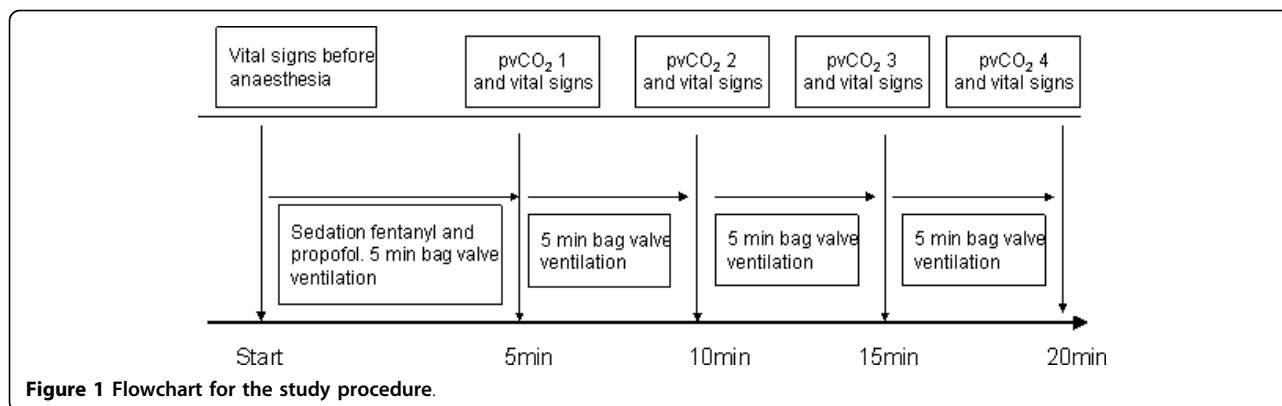 Vital signs before
anaesthesia
pvCO₂ 1
and vital signs
pvCO₂ 2
and vital signs
pvCO₂ 3
and vital signs
pvCO₂ 4
and vital signs
Sedation fentanyl and
propofol. 5 min bag valve
ventilation
5 min bag valve
ventilation
5 min bag valve
ventilation
5 min bag valve
ventilation
Start
5min
10min
15min
20min
Figure 1 Flowchart for the study procedure.